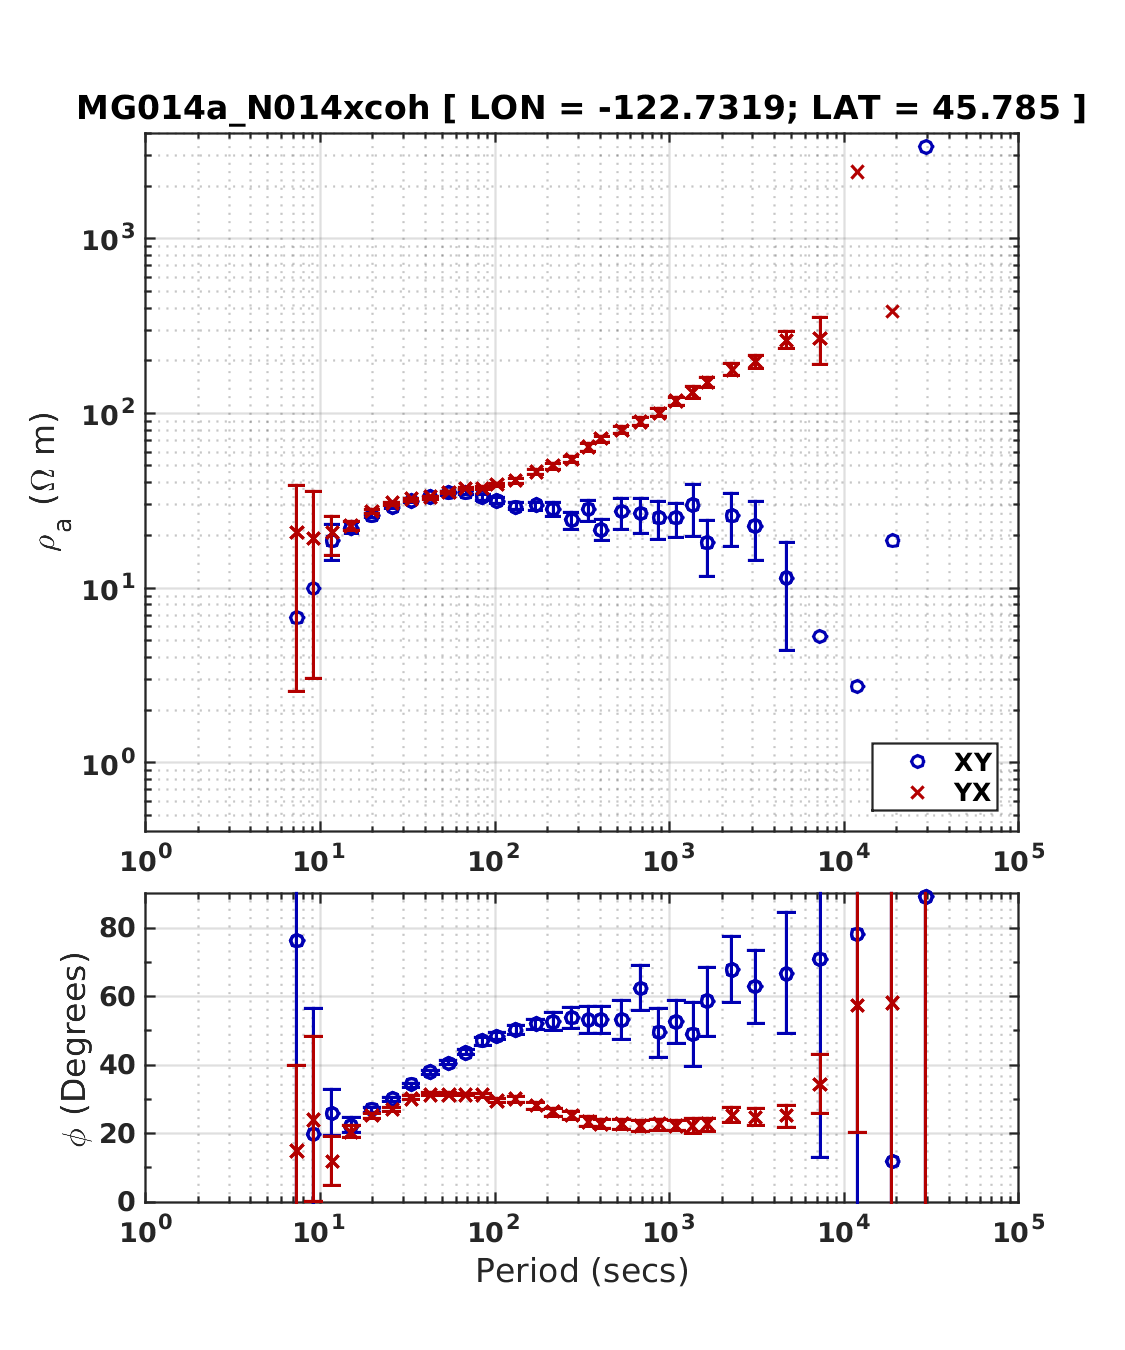 MG014a_N014xcoh [ LON = -122.7319; LAT = 45.785 ]
10³
10²
10¹
10⁰
ρ a (Ω m)
XY
YX
10⁰ 10¹ 10² 10³ 10⁴ 10⁵
80
60
40
20
0
ϕ (Degrees)
10⁰ 10¹ 10² 10³ 10⁴ 10⁵
Period (secs)